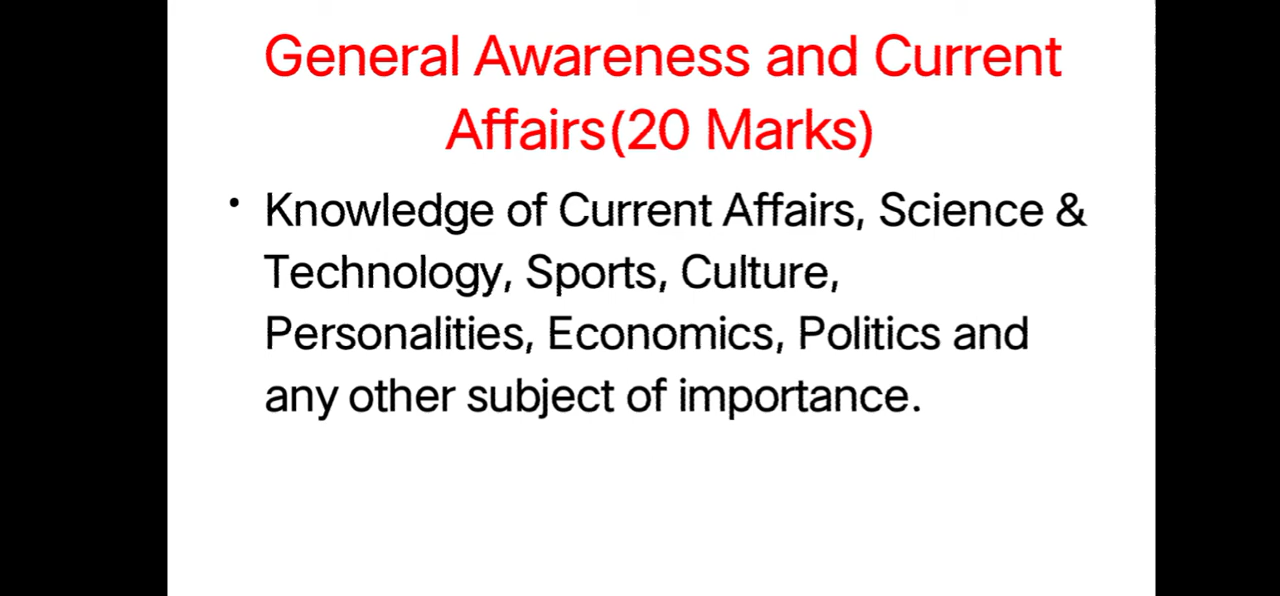 General Awareness and Current
Affairs(20 Marks)
• Knowledge of Current Affairs, Science &
Technology, Sports, Culture,
Personalities, Economics, Politics and
any other subject of importance.